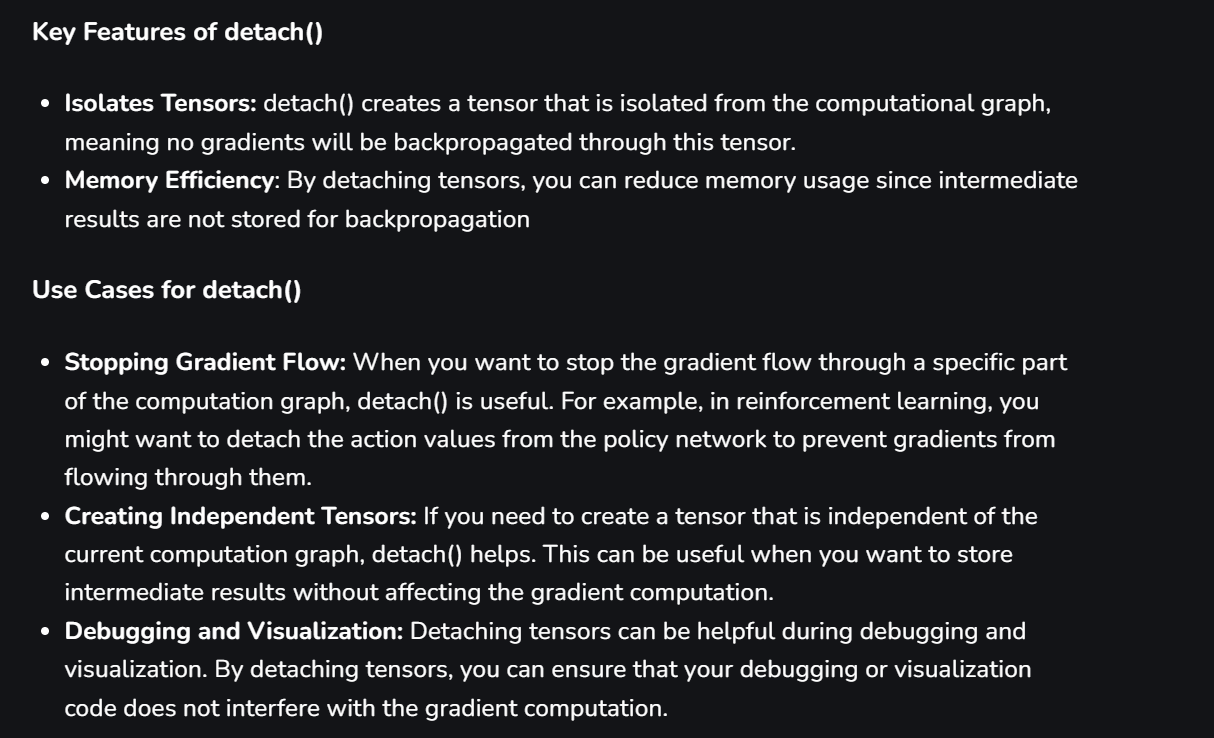 Key Features of detach()
• Isolates Tensors: detach() creates a tensor that is isolated from the computational graph,
meaning no gradients will be backpropagated through this tensor.
• Memory Efficiency: By detaching tensors, you can reduce memory usage since intermediate
results are not stored for backpropagation
Use Cases for detach()
• Stopping Gradient Flow: When you want to stop the gradient flow through a specific part
of the computation graph, detach() is useful. For example, in reinforcement learning, you
might want to detach the action values from the policy network to prevent gradients from
flowing through them.
• Creating Independent Tensors: If you need to create a tensor that is independent of the
current computation graph, detach() helps. This can be useful when you want to store
intermediate results without affecting the gradient computation.
• Debugging and Visualization: Detaching tensors can be helpful during debugging and
visualization. By detaching tensors, you can ensure that your debugging or visualization
code does not interfere with the gradient computation.